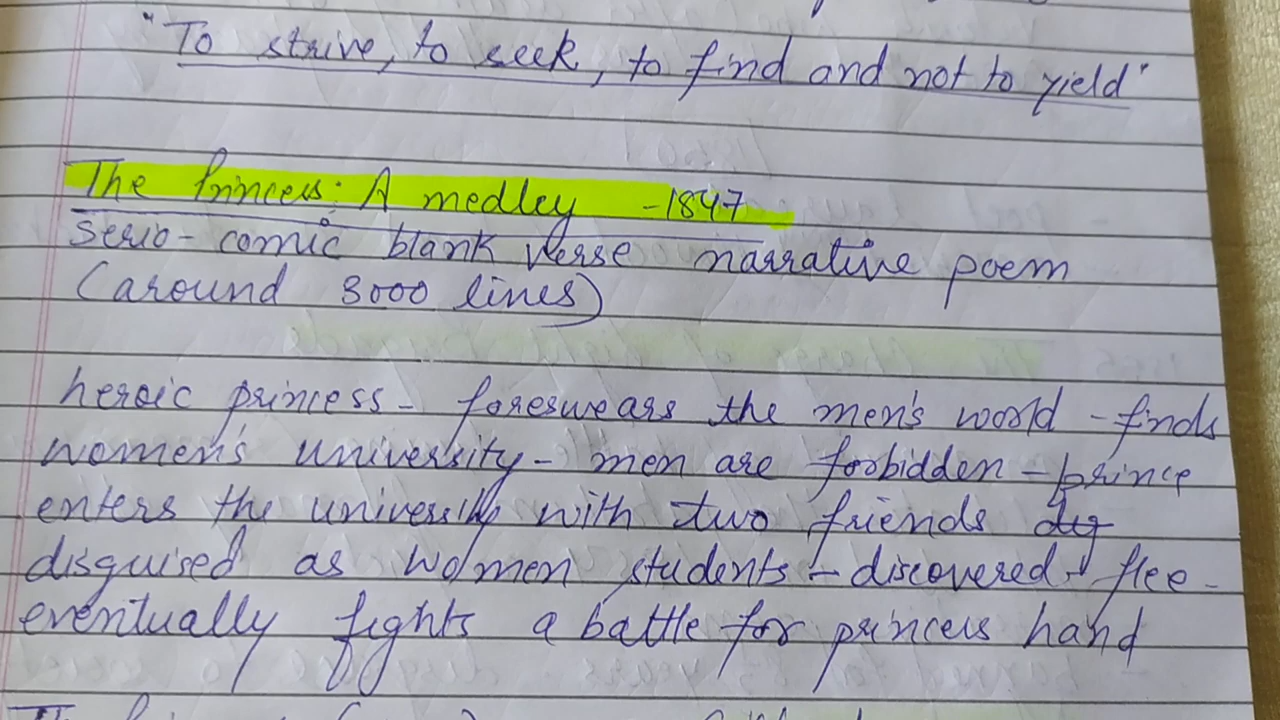 "To strive, to seek, to find and not to yield"
The Princess: A medley - 1847
serio-comic blank verse narrative poem
(around 3000 lines)
heroic princess - foreswears the men's world - finds
women's university - men are forbidden - prince
enters the university with two friends dig
disguised as women students - discovered & flee -
eventually fights a battle for princess hand